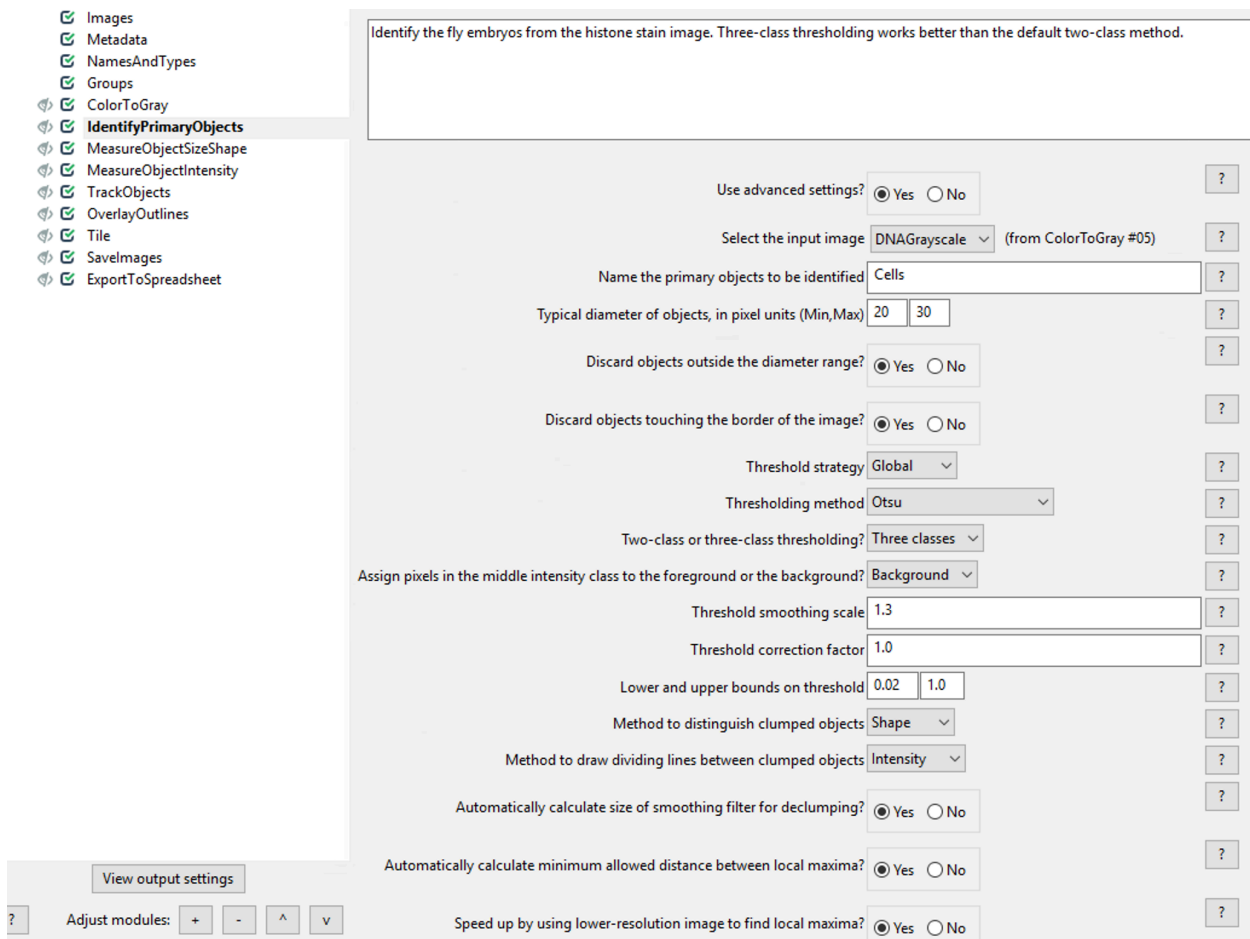 Images
Metadata
NamesAndTypes
Groups
ColorToGray
IdentifyPrimaryObjects
MeasureObjectSizeShape
MeasureObjectIntensity
TrackObjects
OverlayOutlines
Tile
SaveImages
ExportToSpreadsheet
View output settings
? Adjust modules: + - ^ v
Identify the fly embryos from the histone stain image. Three-class thresholding works better than the default two-class method.
Use advanced settings? Yes No ?
Select the input image DNAGrayscale (from ColorToGray #05) ?
Name the primary objects to be identified Cells ?
Typical diameter of objects, in pixel units (Min,Max) 20 30 ?
Discard objects outside the diameter range? Yes No ?
Discard objects touching the border of the image? Yes No ?
Threshold strategy Global ?
Thresholding method Otsu ?
Two-class or three-class thresholding? Three classes ?
Assign pixels in the middle intensity class to the foreground or the background? Background ?
Threshold smoothing scale 1.3 ?
Threshold correction factor 1.0 ?
Lower and upper bounds on threshold 0.02 1.0 ?
Method to distinguish clumped objects Shape ?
Method to draw dividing lines between clumped objects Intensity ?
Automatically calculate size of smoothing filter for declumping? Yes No ?
Automatically calculate minimum allowed distance between local maxima? Yes No ?
Speed up by using lower-resolution image to find local maxima? Yes No ?